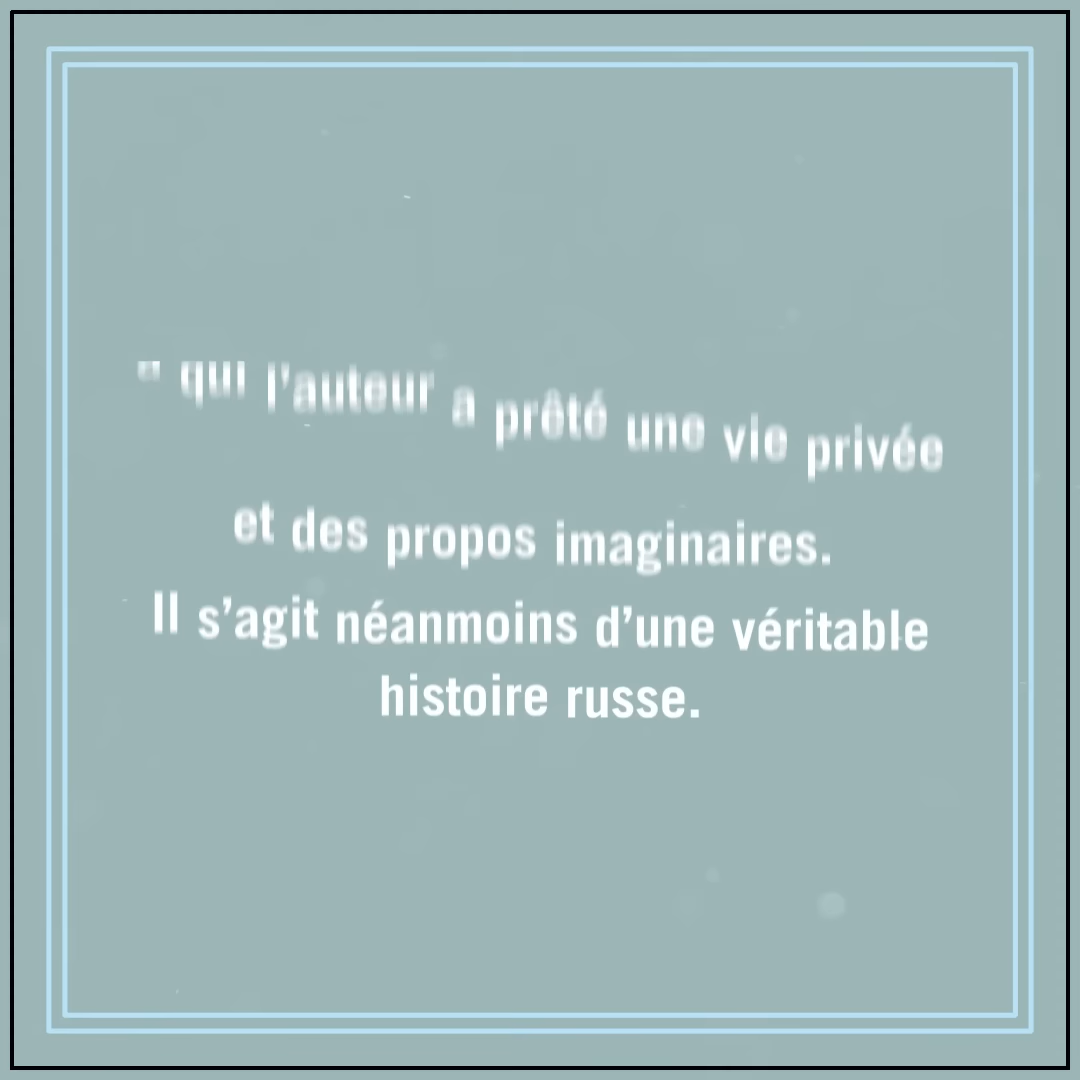 qui l'auteur a prêté une vie privée
et des propos imaginaires.
Il s’agit néanmoins d’une véritable
histoire russe.